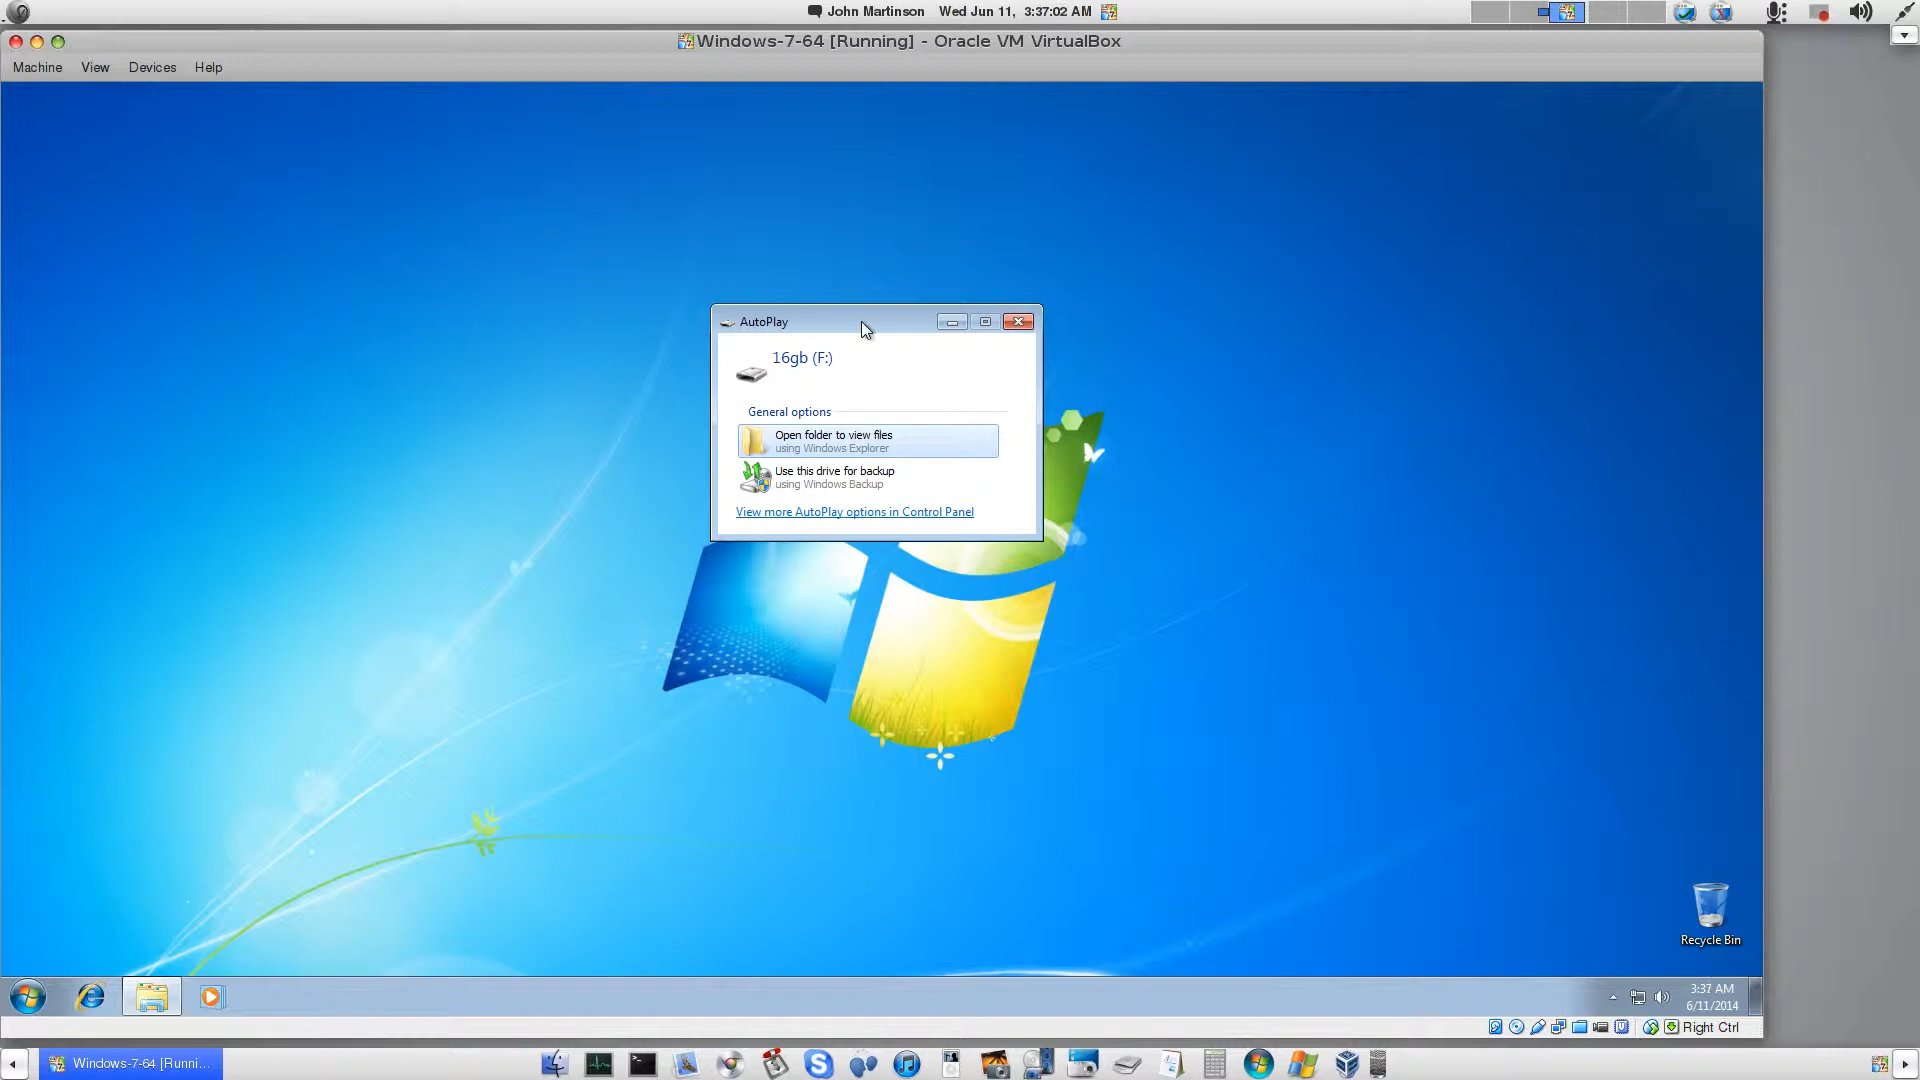 John Martinson Wed Jun 11, 3:37:02 AM
Windows-7-64 [Running] - Oracle VM VirtualBox
Machine View Devices Help
AutoPlay
16gb (F:)
General options
Open folder to view files
using Windows Explorer
Use this drive for backup
using Windows Backup
View more AutoPlay options in Control Panel
Recycle Bin
3:37 AM
6/11/2014
Right Ctrl
Windows-7-64 [Runni...